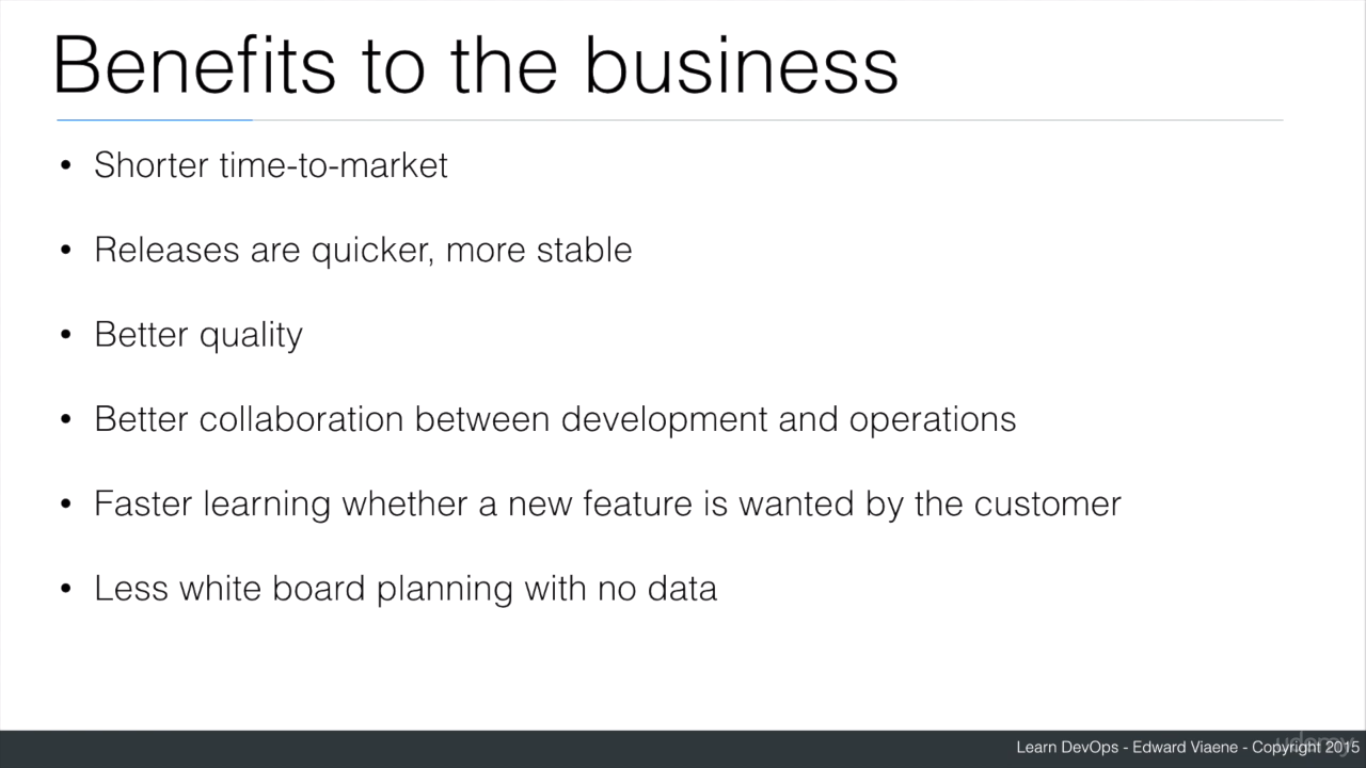 Benefits to the business
• Shorter time-to-market
• Releases are quicker, more stable
• Better quality
• Better collaboration between development and operations
• Faster learning whether a new feature is wanted by the customer
• Less white board planning with no data
Learn DevOps - Edward Viaene - Copyright 2015
udemy